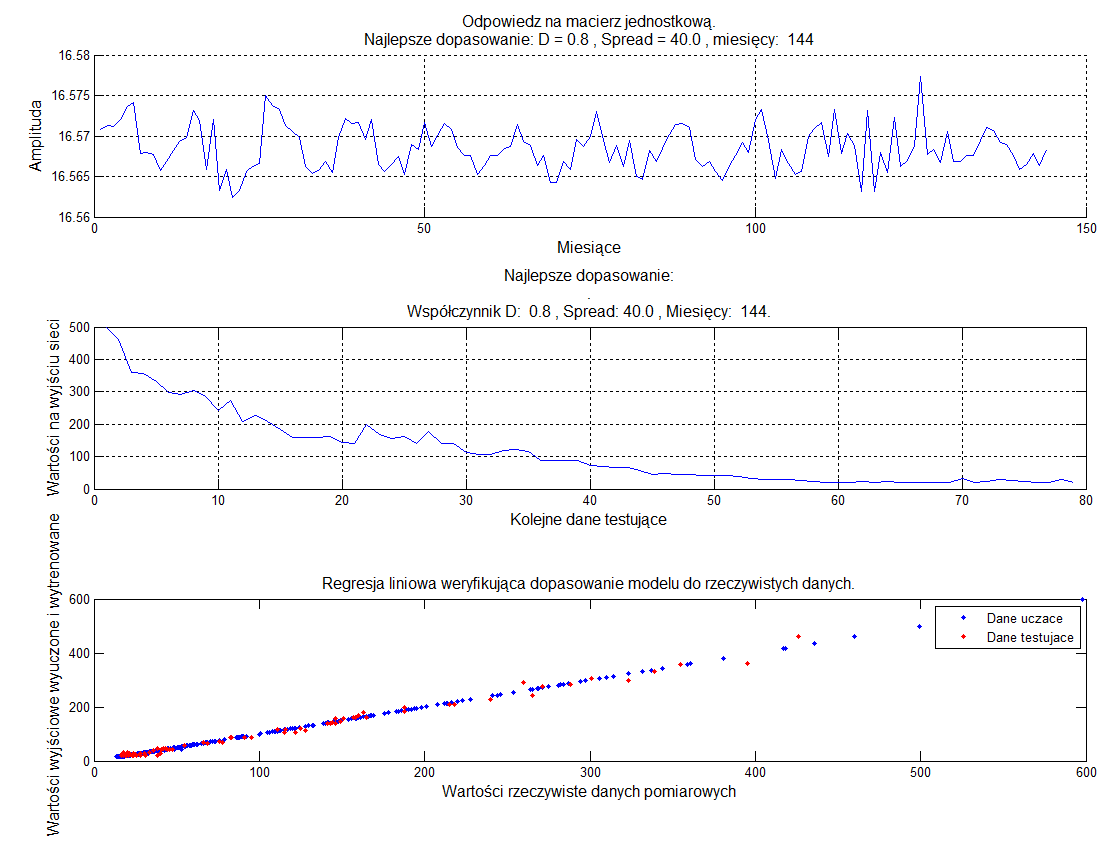 Odpowiedz na macierz jednostkową.
Najlepsze dopasowanie: D = 0.8 , Spread = 40.0 , miesięcy: 144
16.58
16.575
16.57
16.565
16.56
Amplituda
0 50 100 150
Miesiące
Najlepsze dopasowanie:
.
Współczynnik D: 0.8 , Spread: 40.0 , Miesięcy: 144.
500
400
300
200
100
0
Wartości na wyjściu sieci
0 10 20 30 40 50 60 70 80
Kolejne dane testujące
Regresja liniowa weryfikująca dopasowanie modelu do rzeczywistych danych.
600
400
200
0
Wartości wyjściowe wyuczone i wytrenowane
Dane uczace
Dane testujace
0 100 200 300 400 500 600
Wartości rzeczywiste danych pomiarowych